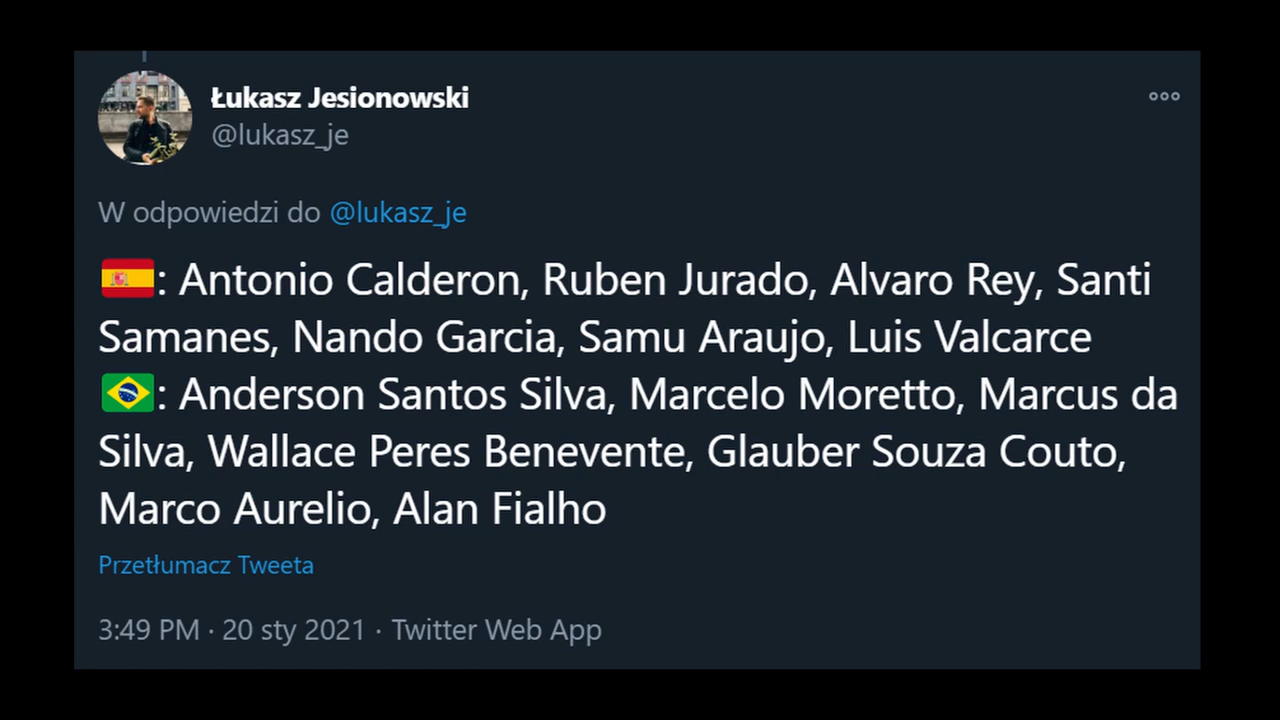 Łukasz Jesionowski
@lukasz_je
W odpowiedzi do @lukasz_je
🇪🇸: Antonio Calderon, Ruben Jurado, Alvaro Rey, Santi
Samanes, Nando Garcia, Samu Araujo, Luis Valcarce
🇧🇷: Anderson Santos Silva, Marcelo Moretto, Marcus da
Silva, Wallace Peres Benevente, Glauber Souza Couto,
Marco Aurelio, Alan Fialho
Przetłumacz Tweeta
3:49 PM · 20 sty 2021 · Twitter Web App